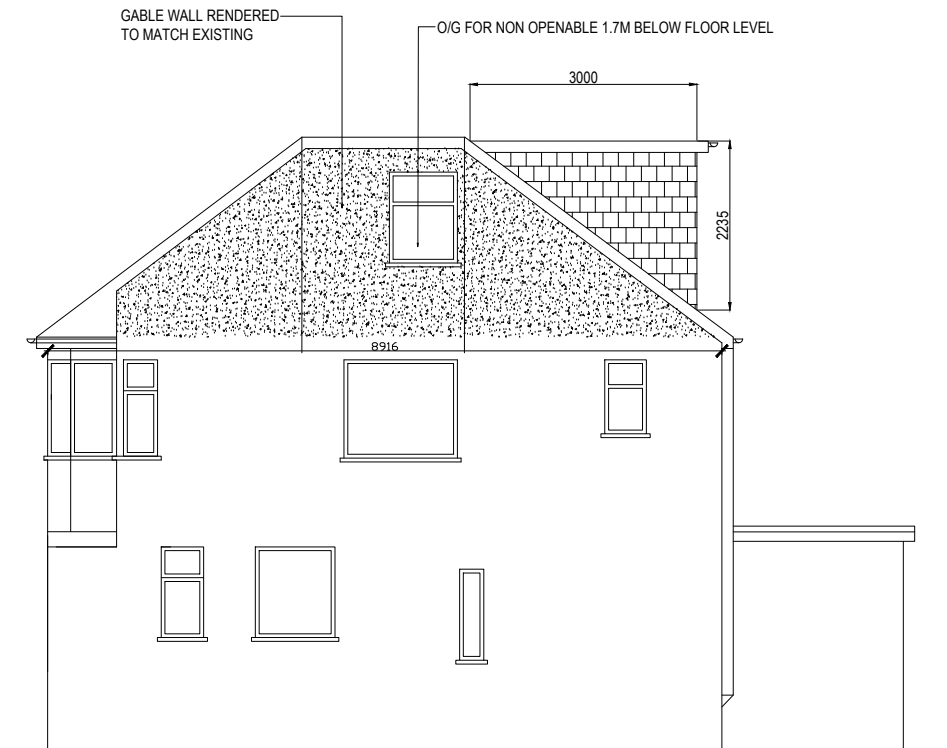 GABLE WALL RENDERED
TO MATCH EXISTING
O/G FOR NON OPENABLE 1.7M BELOW FLOOR LEVEL
3000
2235
8916